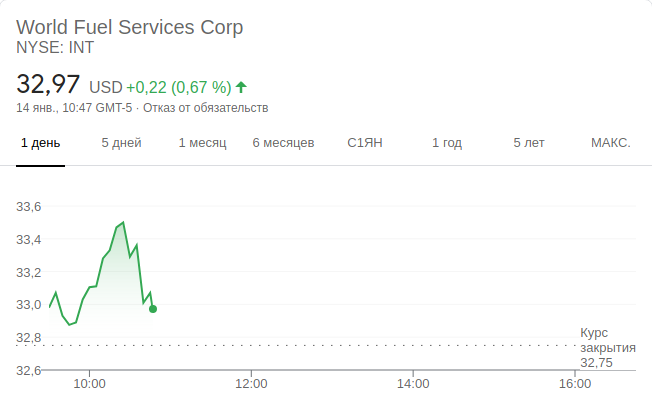 World Fuel Services Corp
NYSE: INT
32,97 USD +0,22 (0,67 %)
14 янв., 10:47 GMT-5 · Отказ от обязательств
1 день 5 дней 1 месяц 6 месяцев С1ЯН 1 год 5 лет МАКС.
33,6
33,4
33,2
33,0
32,8
32,6
Курс
закрытия
32,75
10:00 12:00 14:00 16:00